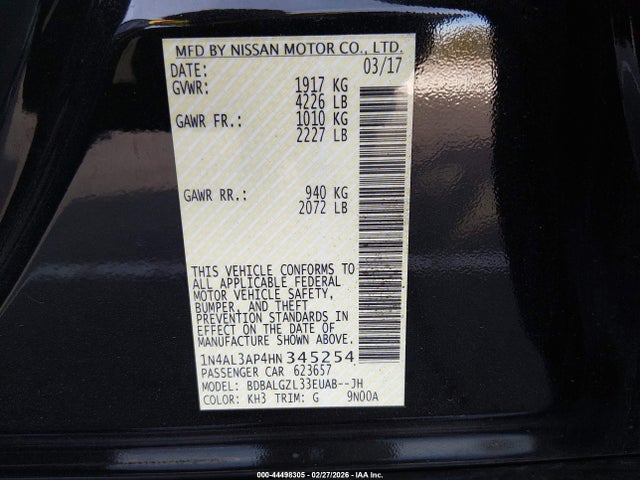 MFD BY NISSAN MOTOR CO., LTD.
DATE: 03/17
GVWR: 1917 KG
4226 LB
GAWR FR.: 1010 KG
2227 LB
GAWR RR.: 940 KG
2072 LB
THIS VEHICLE CONFORMS TO
ALL APPLICABLE FEDERAL
MOTOR VEHICLE SAFETY,
BUMPER, AND THEFT
PREVENTION STANDARDS IN
EFFECT ON THE DATE OF
MANUFACTURE SHOWN ABOVE.
1N4AL3AP4HN345254
PASSENGER CAR 623657
MODEL: BDBALGZL33EUAB--JH
COLOR: KH3 TRIM: G 9N00A
000-44498305 - 02/27/2026 - IAA Inc.